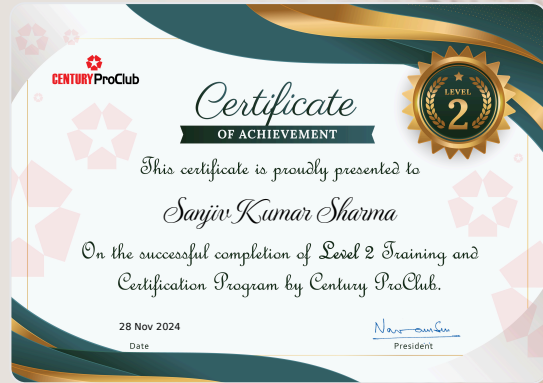 CENTURY ProClub
Certificate
OF ACHIEVEMENT
LEVEL
2
This certificate is proudly presented to
Sanjiv Kumar Sharma
On the successful completion of Level 2 Training and
Certification Program by Century ProClub.
28 Nov 2024
Date
President